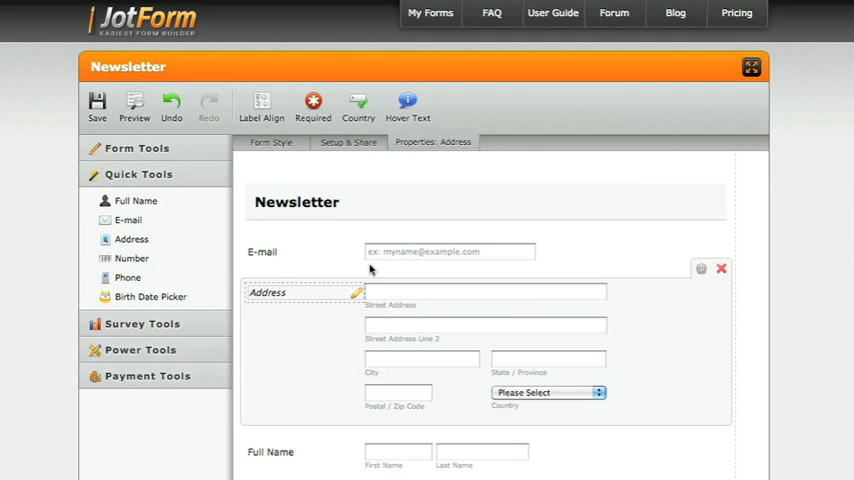 JotForm
EASIEST FORM BUILDER
My Forms FAQ User Guide Forum Blog Pricing
Newsletter
Save Preview Undo Redo Label Align Required Country Hover Text
Form Style Setup & Share Properties: Address
Form Tools
Quick Tools
Full Name
E-mail
Address
Number
Phone
Birth Date Picker
Survey Tools
Power Tools
Payment Tools
Newsletter
E-mail ex: myname@example.com
Address
Street Address
Street Address Line 2
City State / Province
Please Select
Postal / Zip Code Country
Full Name
First Name Last Name